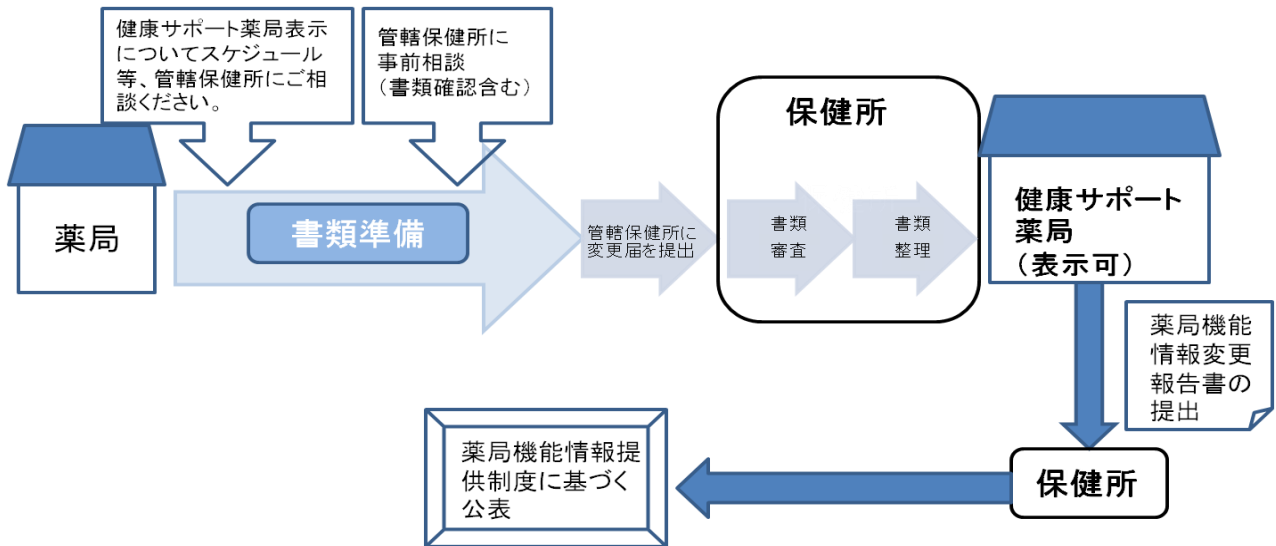 健康サポート薬局表示
についてスケジュール
等、管轄保健所にご相
談ください。
管轄保健所に
事前相談
（書類確認含む）
薬局
書類準備
管轄保健所に
変更届を提出
保健所
書類
審査
書類
整理
健康サポート
薬局
（表示可）
薬局機能
情報変更
報告書の
提出
保健所
薬局機能情報提
供制度に基づく
公表